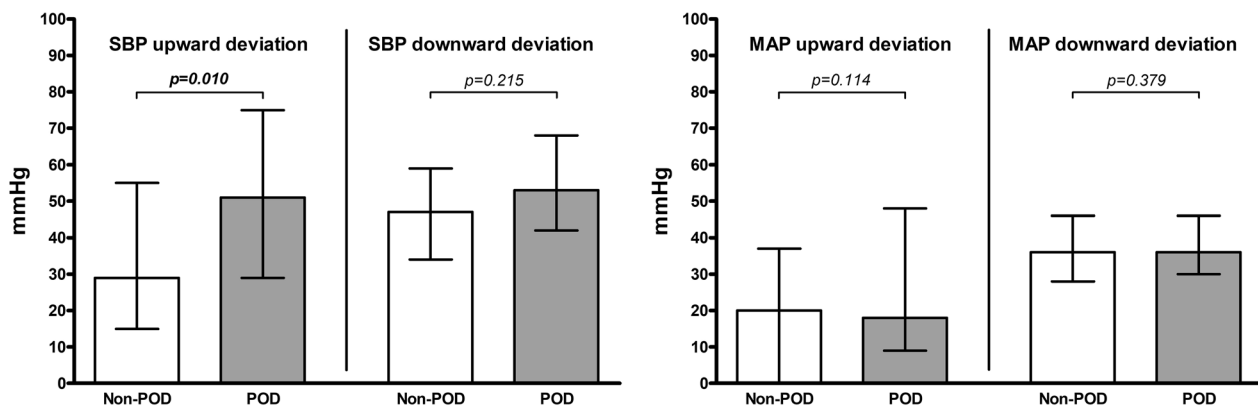 SBP upward deviation
SBP downward deviation
p=0.010
p=0.215
mmHg
100
90
80
70
60
50
40
30
20
10
0
Non-POD
POD
Non-POD
POD
MAP upward deviation
MAP downward deviation
p=0.114
p=0.379
mmHg
100
90
80
70
60
50
40
30
20
10
0
Non-POD
POD
Non-POD
POD